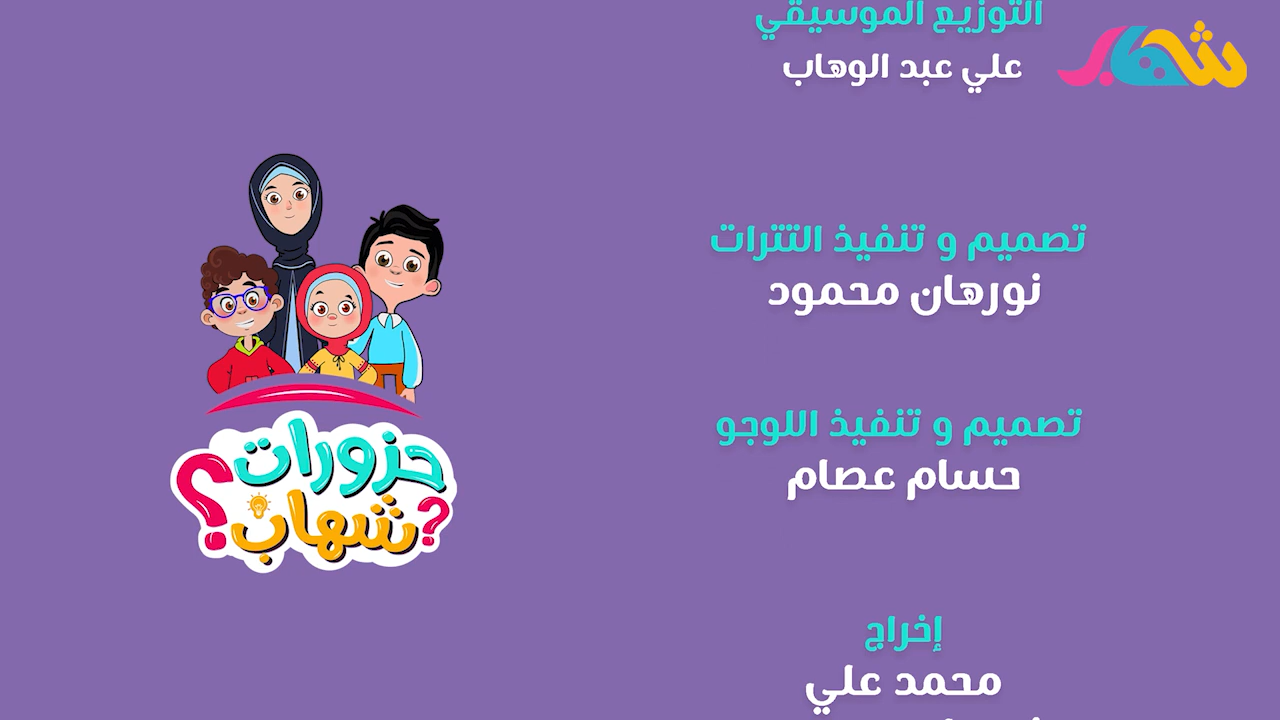 التوزيع الموسيقي
علي عبد الوهاب
شهاب
تصميم و تنفيذ التترات
نورهان محمود
تصميم و تنفيذ اللوجو
حسام عصام
حزورات
شهاب
؟
؟
إخراج
محمد علي